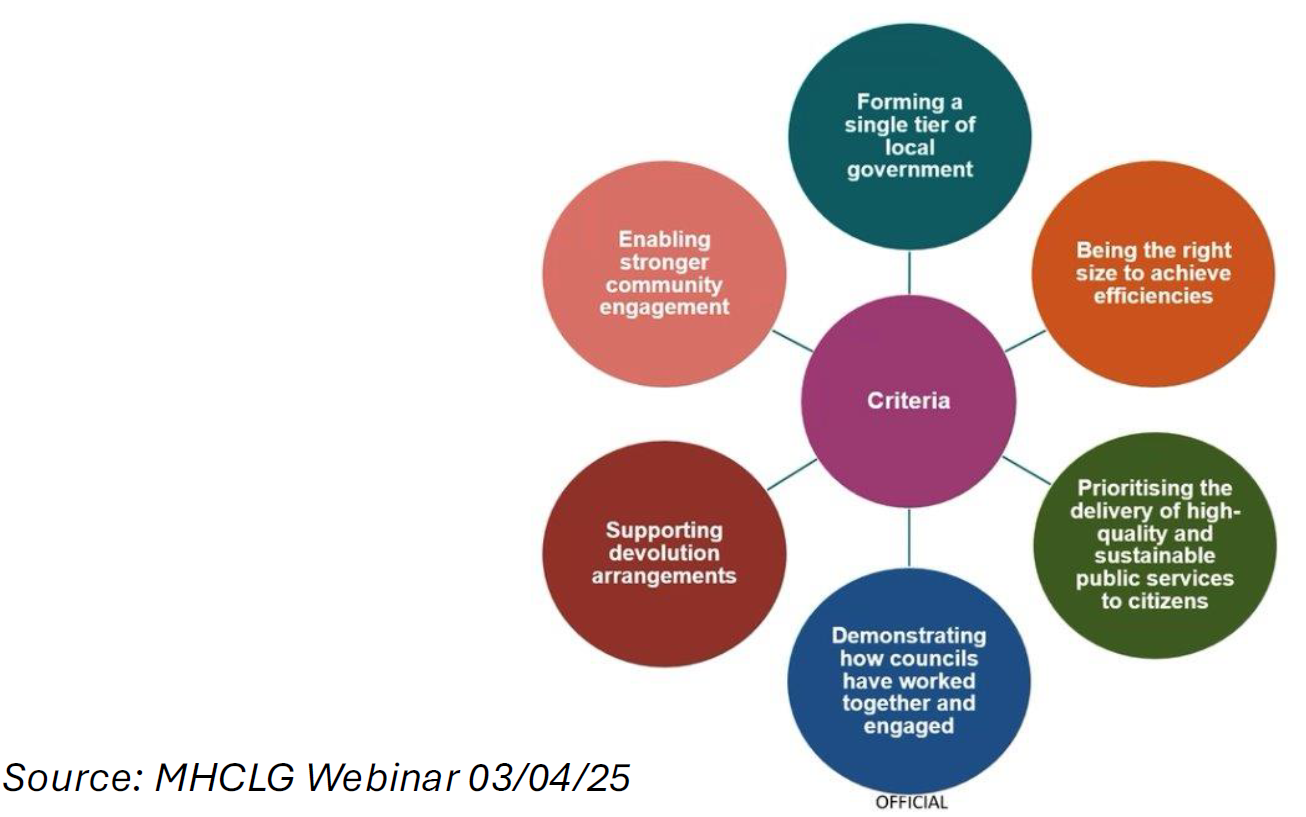 Forming a
single tier of
local
government
Being the right
size to achieve
efficiencies
Prioritising the
delivery of high-
quality and
sustainable
public services
to citizens
Demonstrating
how councils
have worked
together and
engaged
Supporting
devolution
arrangements
Enabling
stronger
community
engagement
Criteria
Source: MHCLG Webinar 03/04/25
OFFICIAL